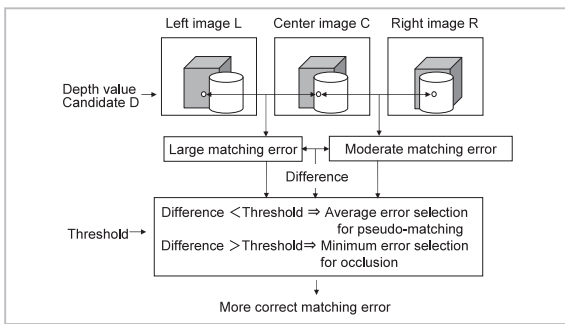 Left image L
Center image C
Right image R
Depth value
Candidate D
Large matching error
Moderate matching error
Difference
Threshold
Difference <Threshold ⇒ Average error selection
for pseudo-matching
Difference >Threshold⇒ Minimum error selection
for occlusion
More correct matching error